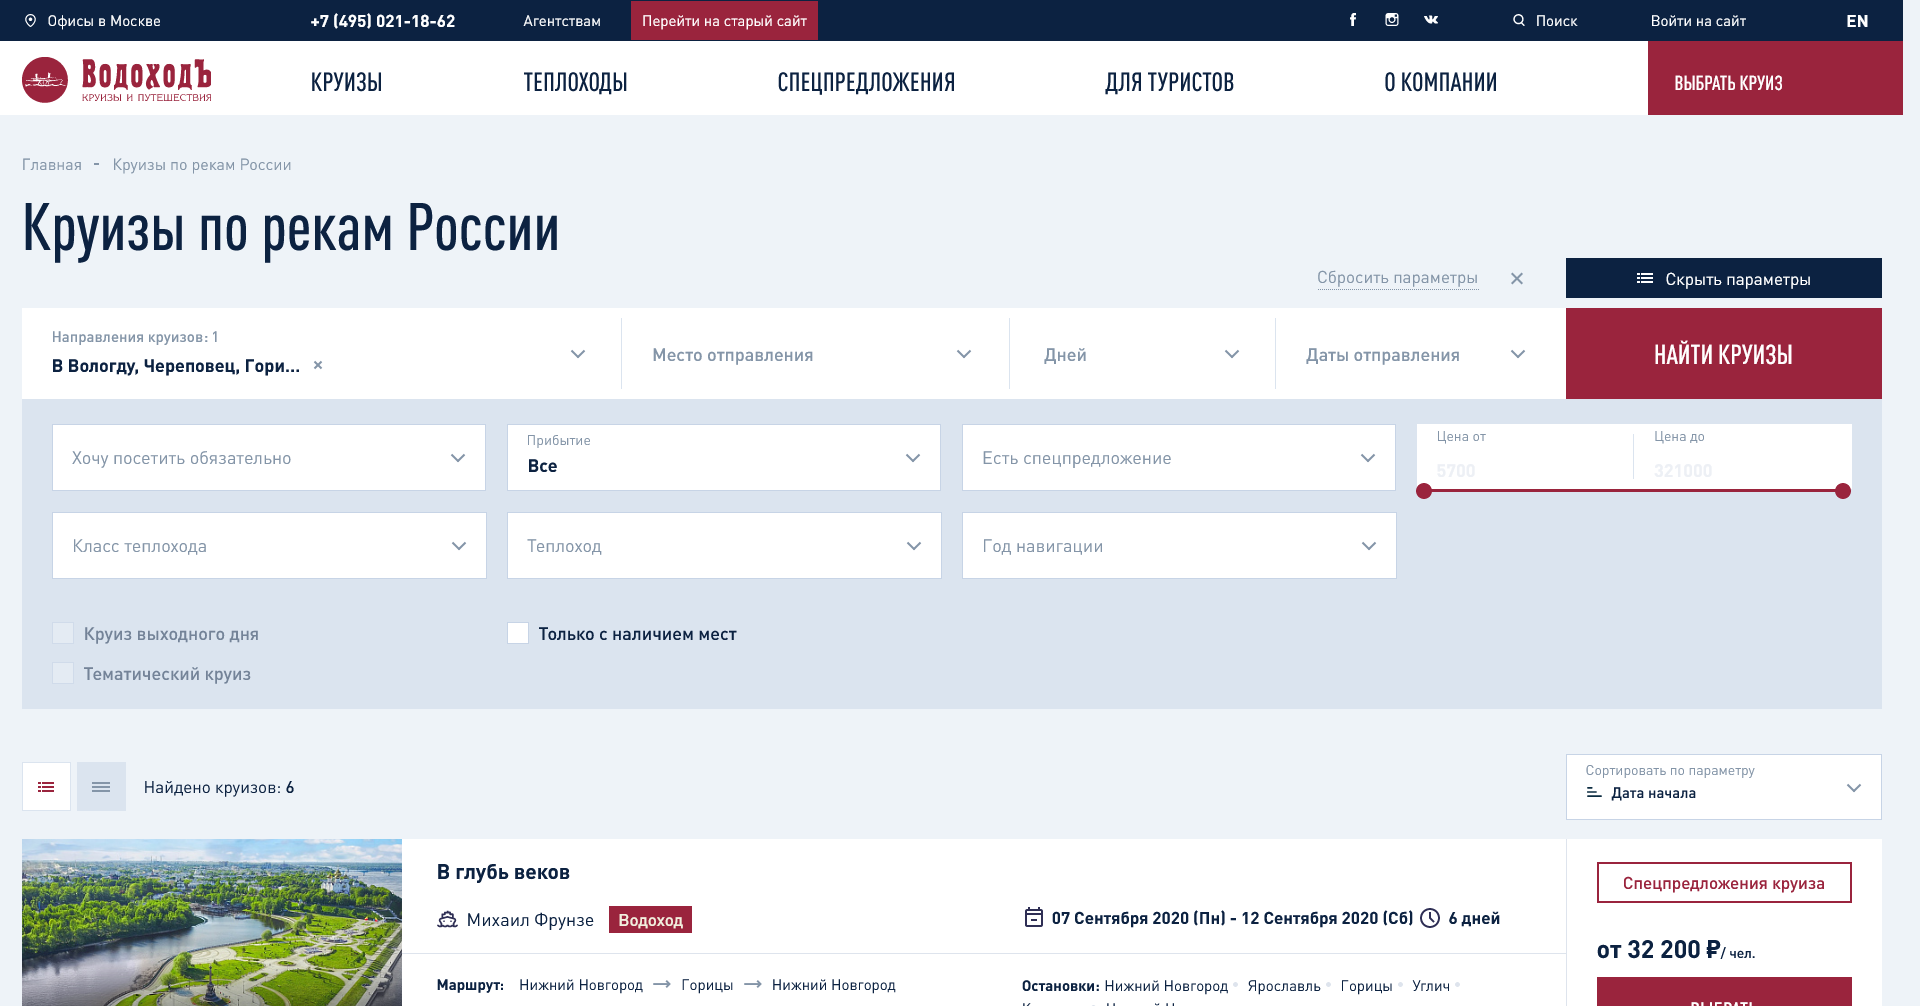 Офисы в Москве
+7 (495) 021-18-62
Агентствам
Перейти на старый сайт
Поиск
Войти на сайт
EN
ВодоходЪ
КРУИЗЫ И ПУТЕШЕСТВИЯ
КРУИЗЫ
ТЕПЛОХОДЫ
СПЕЦПРЕДЛОЖЕНИЯ
ДЛЯ ТУРИСТОВ
О КОМПАНИИ
ВЫБРАТЬ КРУИЗ
Главная - Круизы по рекам России
Круизы по рекам России
Сбросить параметры
Скрыть параметры
Направления круизов: 1
В Вологду, Череповец, Гори...
Место отправления
Дней
Даты отправления
НАЙТИ КРУИЗЫ
Хочу посетить обязательно
Прибытие
Все
Есть спецпредложение
Цена от
5700
Цена до
321000
Класс теплохода
Теплоход
Год навигации
Круиз выходного дня
Только с наличием мест
Тематический круиз
Найдено круизов: 6
Сортировать по параметру
Дата начала
В глубь веков
Михаил Фрунзе
Водоход
07 Сентября 2020 (Пн) - 12 Сентября 2020 (Сб)
6 дней
Спецпредложения круиза
от 32 200 ₽/ чел.
Маршрут: Нижний Новгород → Горицы → Нижний Новгород
Остановки: Нижний Новгород • Ярославль • Горицы • Углич •
ВЫБРАТЬ